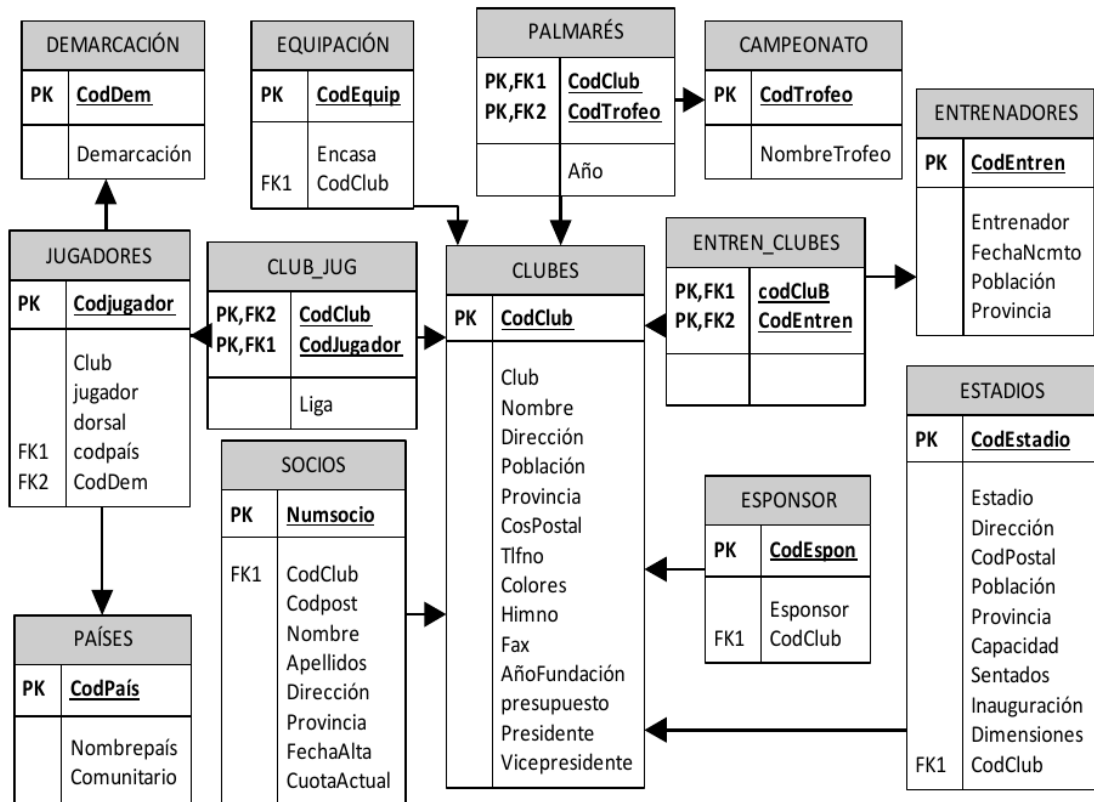 DEMARCACIÓN
PK CodDem
Demarcación
EQUIPACIÓN
PK CodEquip
Encasa
FK1 CodClub
PALMARÉS
PK,FK1 CodClub
PK,FK2 CodTrofeo
Año
CAMPEONATO
PK CodTrofeo
NombreTrofeo
ENTRENADORES
PK CodEntren
Entrenador
FechaNcmto
Población
Provincia
JUGADORES
PK Codjugador
Club
jugador
dorsal
FK1 codpaís
FK2 CodDem
CLUB_JUG
PK,FK2 CodClub
PK,FK1 CodJugador
Liga
CLUBES
PK CodClub
Club
Nombre
Dirección
Población
Provincia
CosPostal
Tlfno
Colores
Himno
Fax
AñoFundación
presupuesto
Presidente
Vicepresidente
ENTREN_CLUBES
PK,FK1 codCluB
PK,FK2 CodEntren
ESTADIOS
PK CodEstadio
Estadio
Dirección
CodPostal
Población
Provincia
Capacidad
Sentados
Inauguración
Dimensiones
FK1 CodClub
SOCIOS
PK Numsocio
FK1 CodClub
Codpost
Nombre
Apellidos
Dirección
Provincia
FechaAlta
CuotaActual
ESPONSOR
PK CodEspon
Esponsor
FK1 CodClub
PAÍSES
PK CodPaís
Nombrepaís
Comunitario